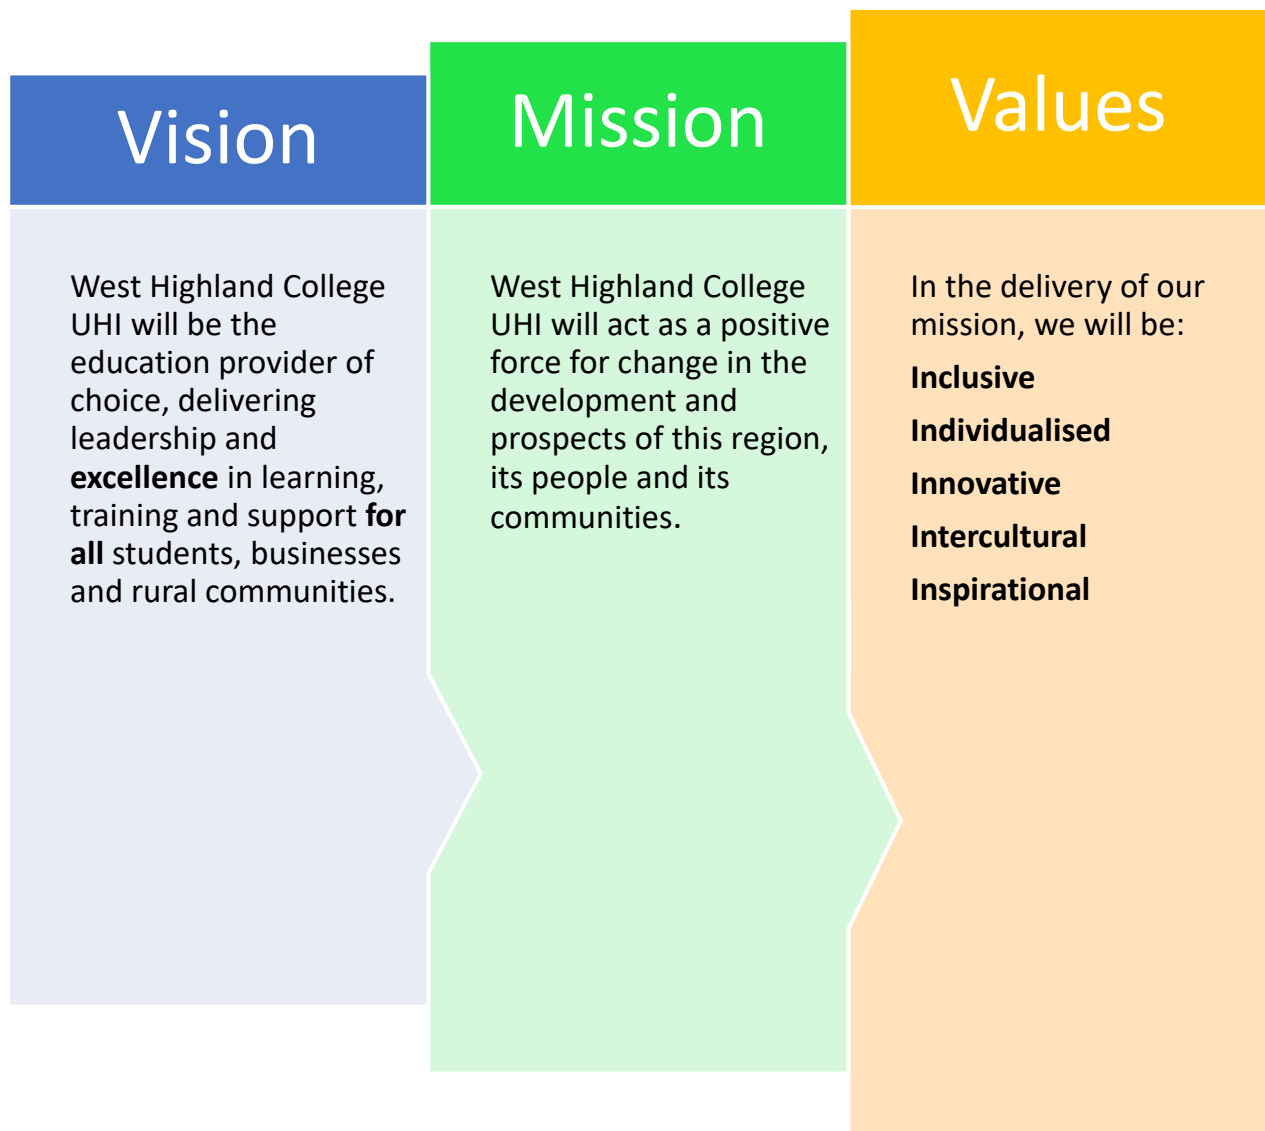 Vision
West Highland College
UHI will be the
education provider of
choice, delivering
leadership and
excellence in learning,
training and support for
all students, businesses
and rural communities.
Mission
West Highland College
UHI will act as a positive
force for change in the
development and
prospects of this region,
its people and its
communities.
Values
In the delivery of our
mission, we will be:
Inclusive
Individualised
Innovative
Intercultural
Inspirational